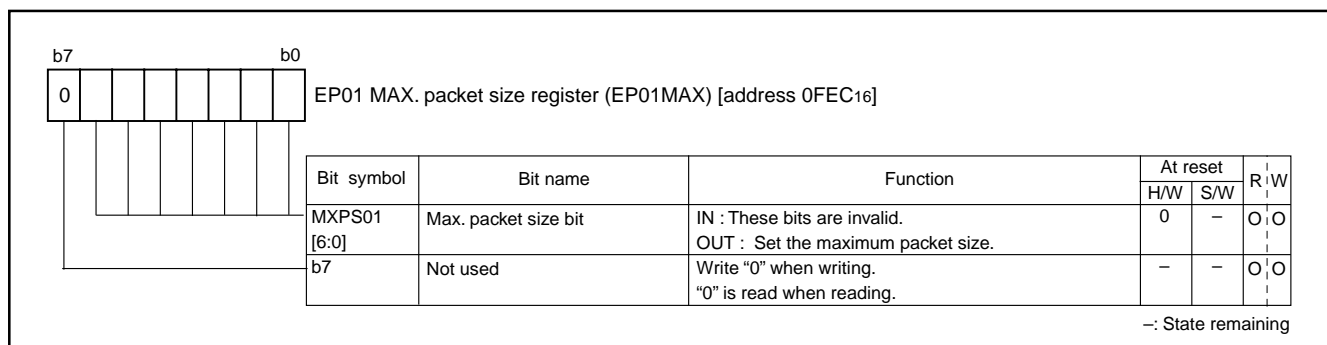 b7 b0
0 EP01 MAX. packet size register (EP01MAX) [address 0FEC16]
Bit symbol Bit name Function At reset R W
H/W S/W
MXPS01 Max. packet size bit IN : These bits are invalid. 0 – O O
[6:0] OUT : Set the maximum packet size.
b7 Not used Write “0” when writing. – – O O
“0” is read when reading.
–: State remaining